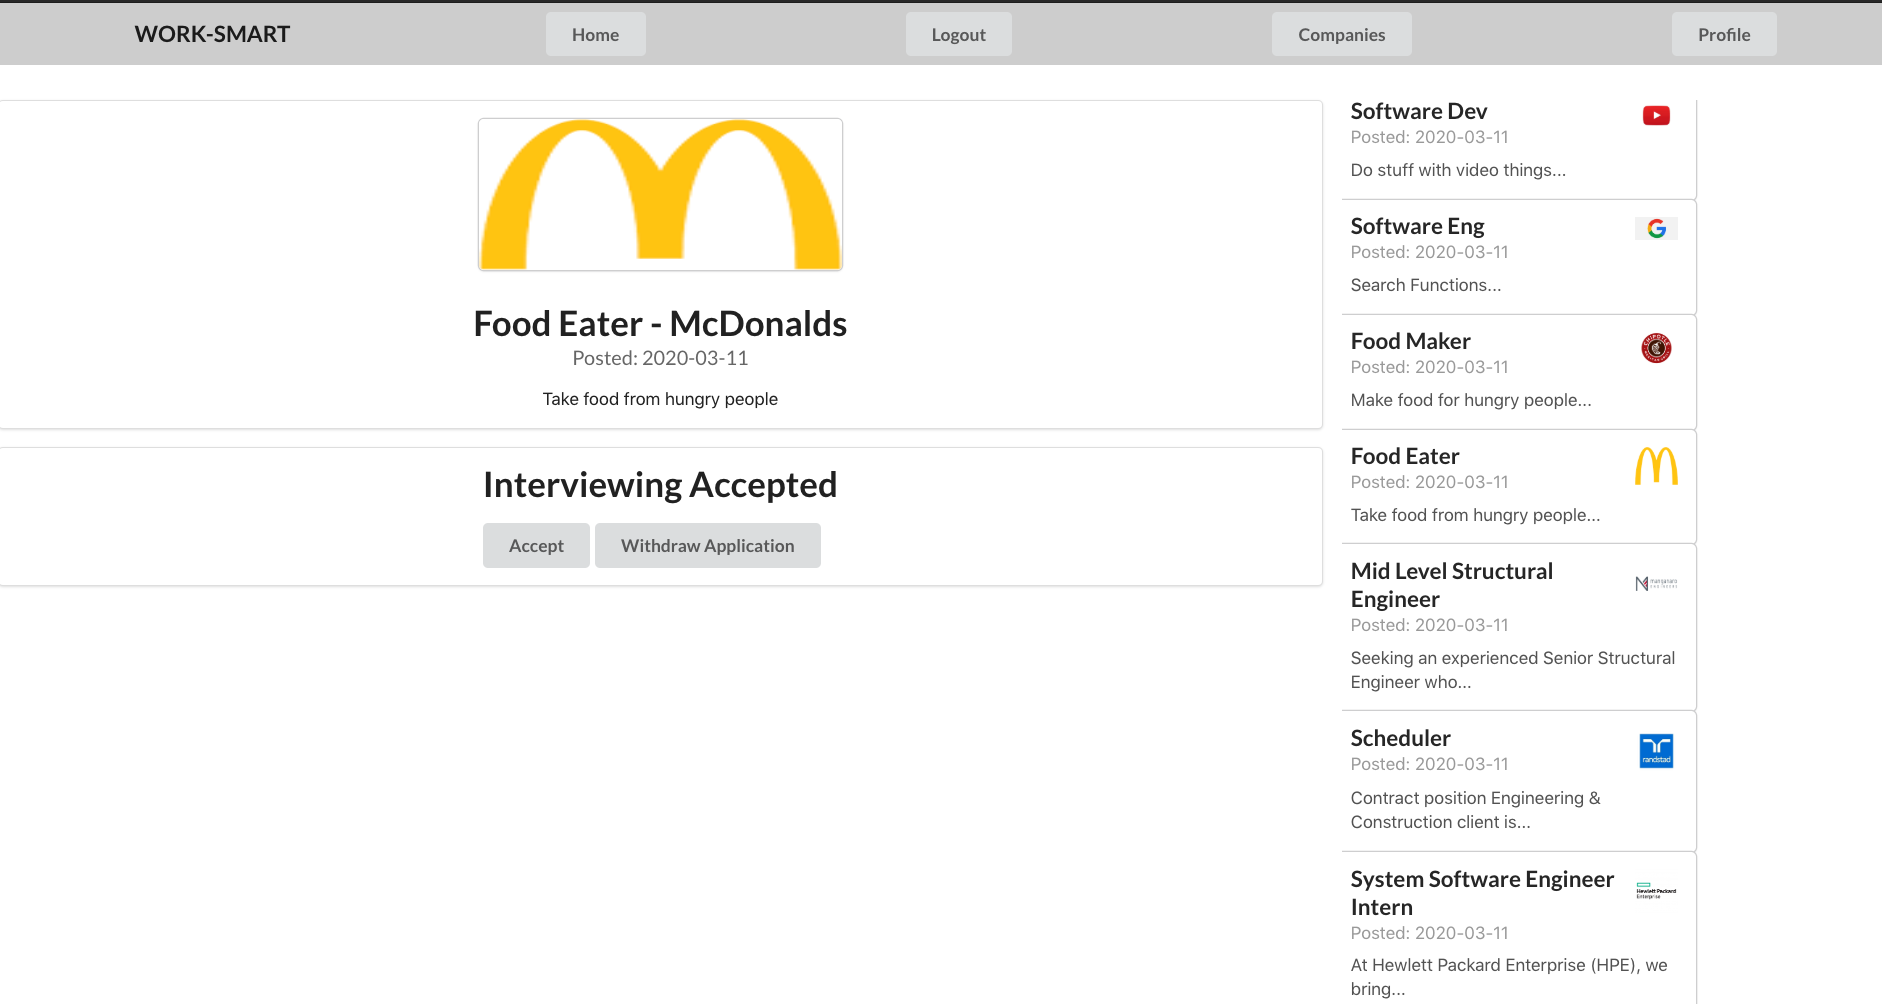 WORK-SMART
Home
Logout
Companies
Profile
Food Eater - McDonalds
Posted: 2020-03-11
Take food from hungry people
Interviewing Accepted
Accept
Withdraw Application
Software Dev
Posted: 2020-03-11
Do stuff with video things...
Software Eng
Posted: 2020-03-11
G
Search Functions...
Food Maker
Posted: 2020-03-11
CHIPOTLE
Make food for hungry people...
Food Eater
Posted: 2020-03-11
Take food from hungry people...
Mid Level Structural
Engineer
Posted: 2020-03-11
Seeking an experienced Senior Structural
Engineer who...
Scheduler
Posted: 2020-03-11
randstad
Contract position Engineering &
Construction client is...
System Software Engineer
Intern
Hewlett Packard
Enterprise
Posted: 2020-03-11
At Hewlett Packard Enterprise (HPE), we
bring...